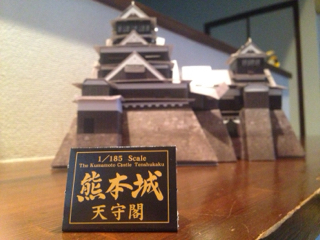 1/185 Scale
The Kumamoto Castle Tenshukaku
熊本城
天守閣